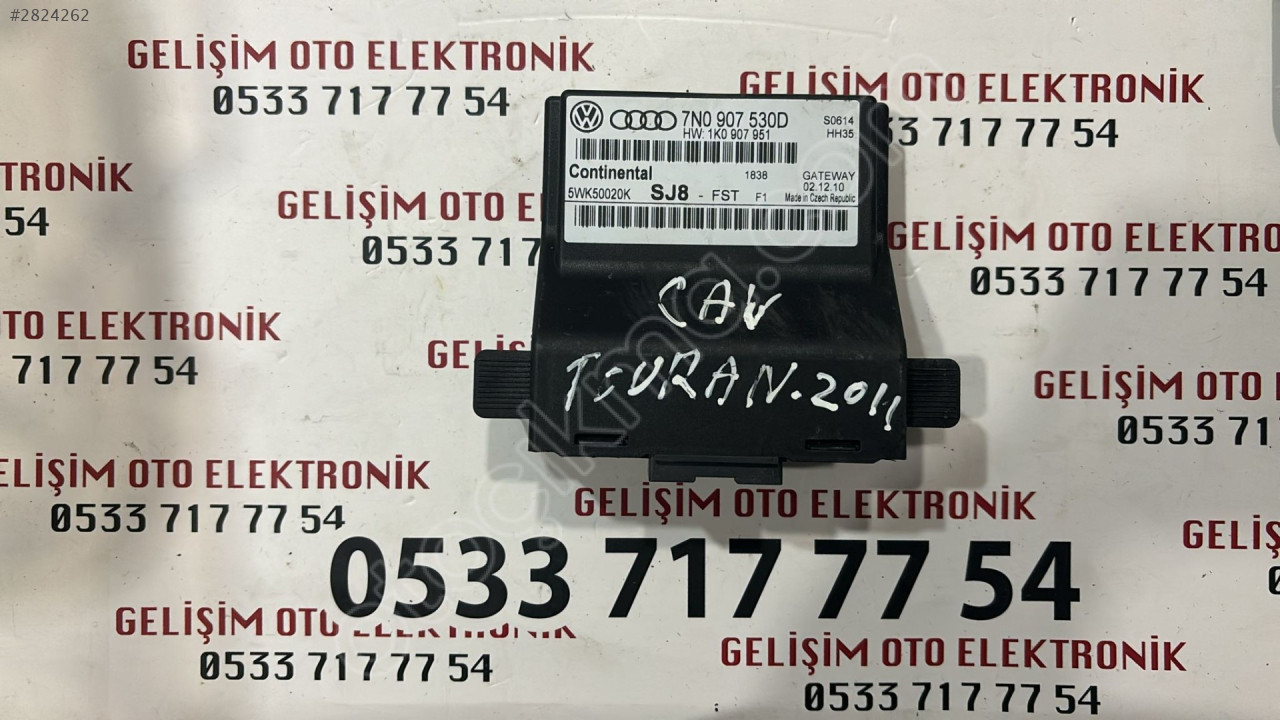 #2824262
GELİŞİM OTO ELEKTRONİK
0533 717 77 54
GELİŞİM OTO ELEKTRONİK
33 717 77 54
7N0 907 530D
HW: 1K0 907 951
S0614
HH35
Continental
1838
GATEWAY
5WK50020K SJ8 - FST F1
02.12.10
Made in Czech Republic
TRONİK
54
GELİŞİM OTO E
0533 717
GELİŞİM OTO ELEKTRO
0533 717 77 54
CAV
TOURAN.2011
TO ELEKTRONİK
717 77 54
GELİŞ
GELİŞİM OTO
0533 71
ELİŞİM OTO ELEKTRONİK
0533 717 77 54
GELİŞİM OTO ELEKTRONİK
0533 717 77 54
GELİŞ
GELİŞİM OTO ELEKTRONİK
0533 717 77 54
GELİŞİM OTO ELEKTRONİK
0533 717 77 54